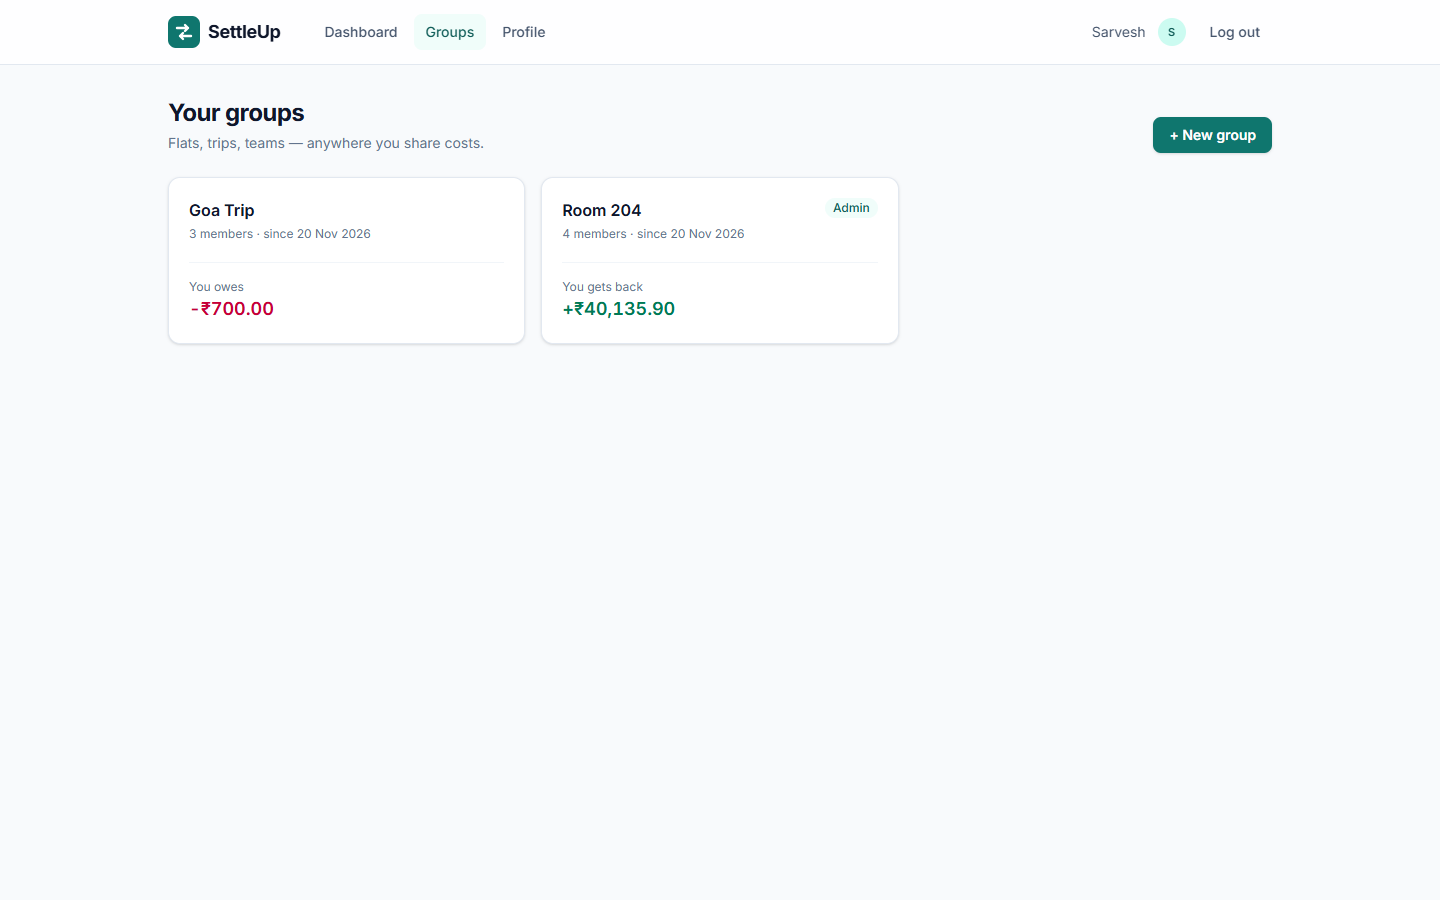 SettleUp Dashboard Groups Profile Sarvesh S Log out
Your groups
Flats, trips, teams — anywhere you share costs.
+ New group
Goa Trip
3 members · since 20 Nov 2026
You owes
-₹700.00
Room 204 Admin
4 members · since 20 Nov 2026
You gets back
+₹40,135.90